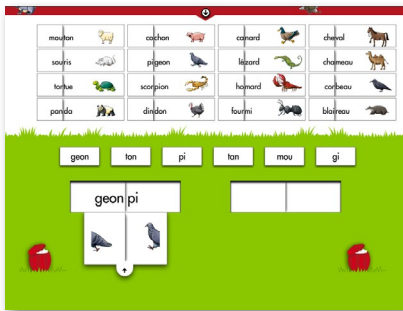 mouton cochon canard cheval
souris pigeon lézard chameau
tortue scorpion homard corbeau
panda dindon fourmi blaireau
geon ton pi tan mou gi
geon pi